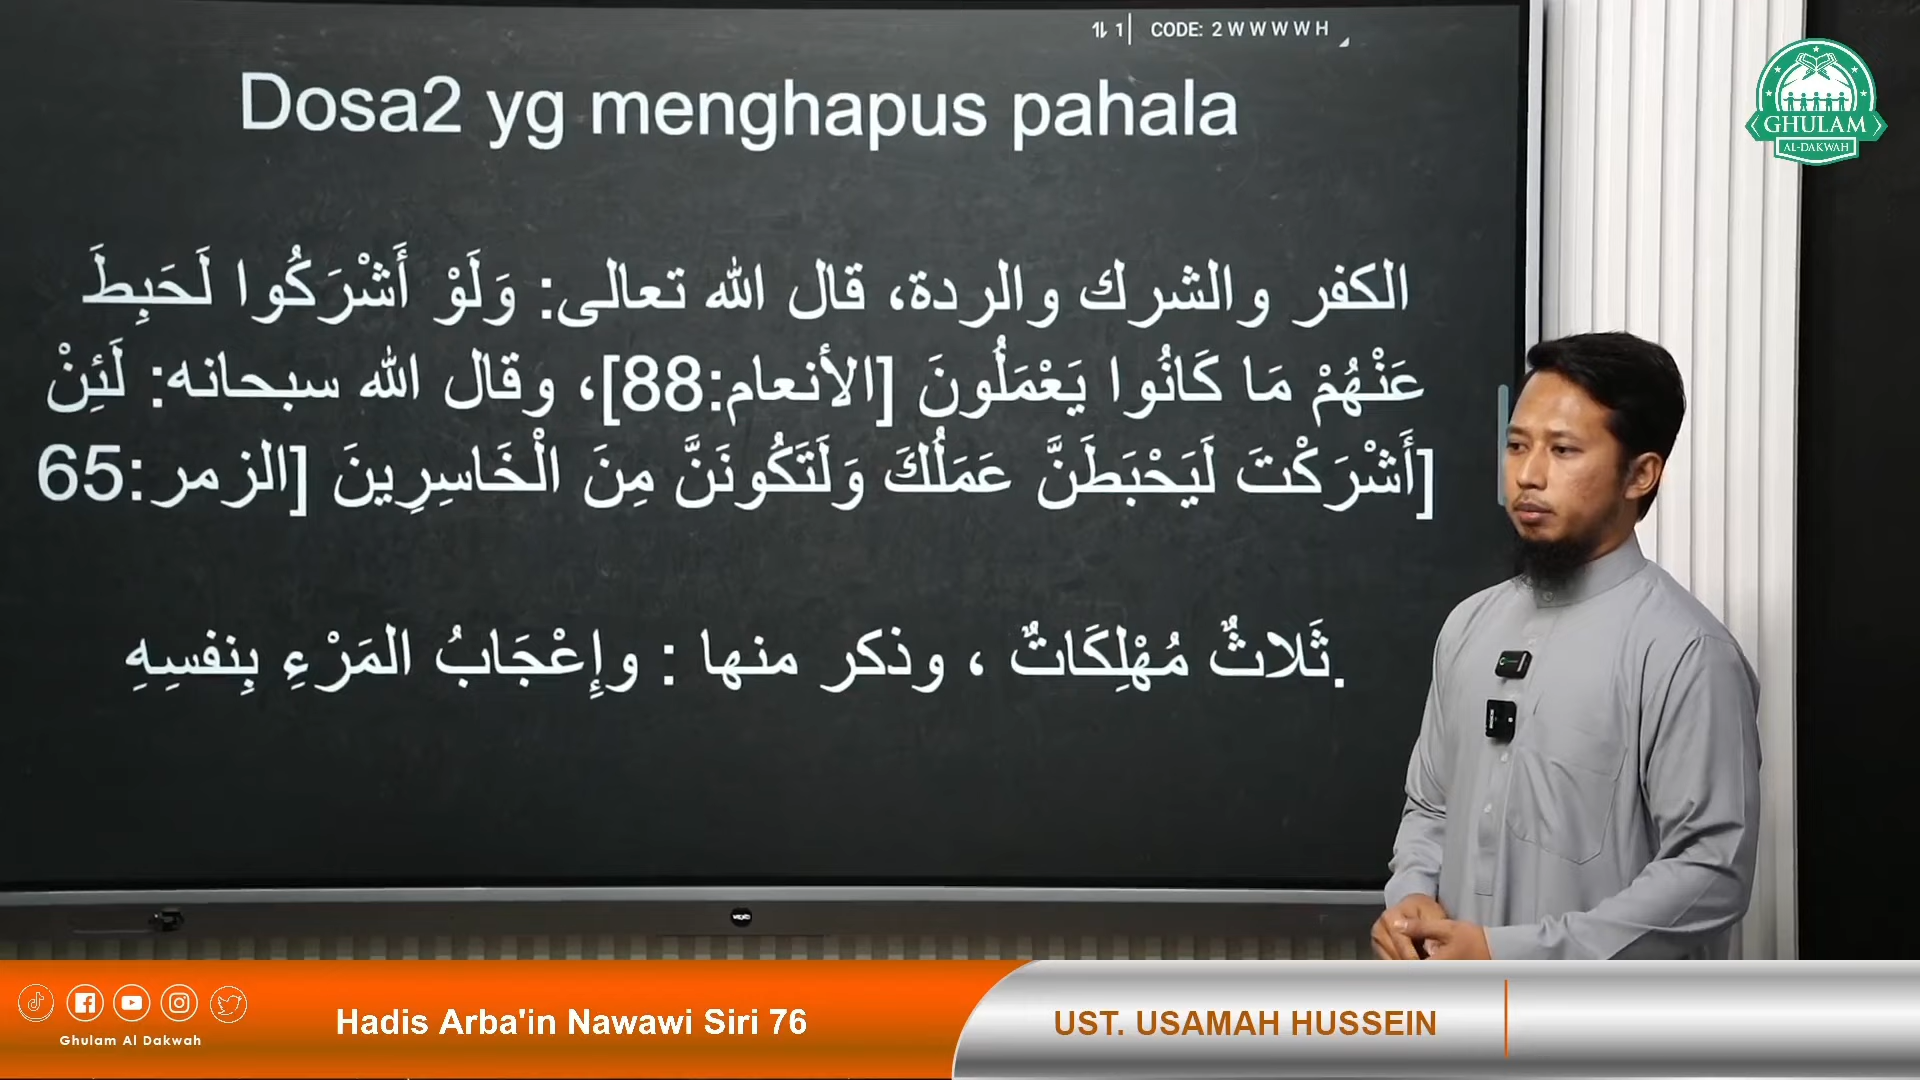 ⇅ 1 CODE: 2 W W W W H
Dosa2 yg menghapus pahala
الكفر والشرك والردة، قال الله تعالى: وَلَوْ أَشْرَكُوا لَحَبِطَ
عَنْهُمْ مَا كَانُوا يَعْمَلُونَ [الأنعام:88]، وقال الله سبحانه: لَئِنْ
أَشْرَكْتَ لَيَحْبَطَنَّ عَمَلُكَ وَلَتَكُونَنَّ مِنَ الْخَاسِرِينَ [الزمر:65]
ثَلاثٌ مُهْلِكَاتٌ ، وذكر منها : وإِعْجَابُ المَرْءِ بِنفسِهِ.
GHULAM
AL-DAKWAH
Ghulam Al Dakwah
Hadis Arba'in Nawawi Siri 76
UST. USAMAH HUSSEIN